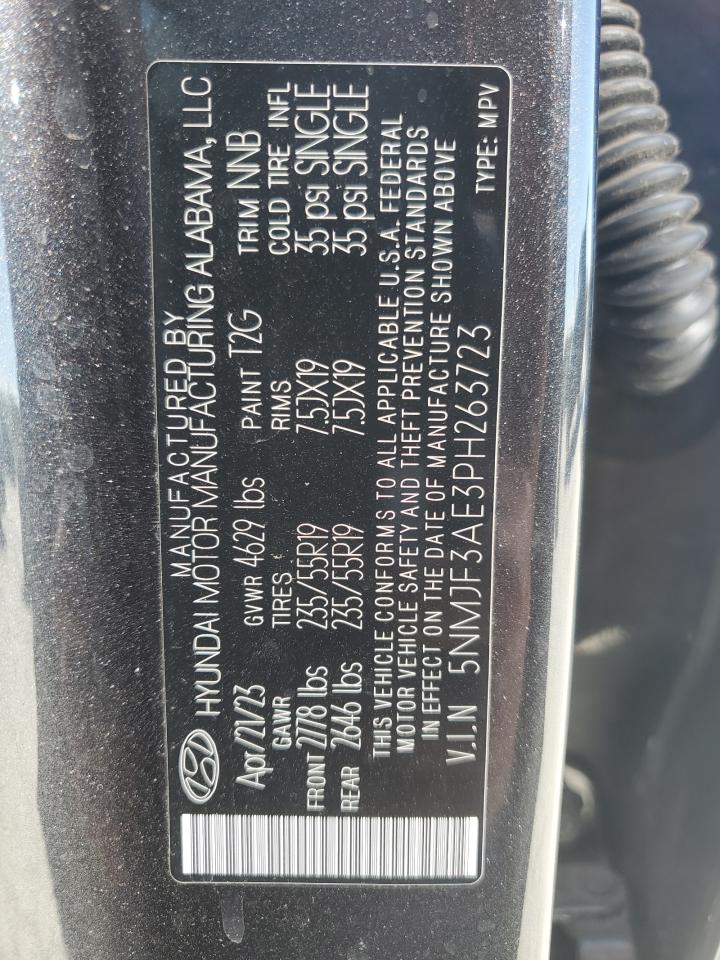 MANUFACTURED BY
HYUNDAI MOTOR MANUFACTURING ALABAMA, LLC
Apr/21/23 GVWR 4629 lbs PAINT T2G TRIM NNB
GAWR TIRES RIMS COLD TIRE INFL
FRONT 2778 lbs 235/55R19 7.5JX19 35 psi SINGLE
REAR 2646 lbs 235/55R19 7.5JX19 35 psi SINGLE
THIS VEHICLE CONFORMS TO ALL APPLICABLE U.S.A. FEDERAL
MOTOR VEHICLE SAFETY AND THEFT PREVENTION STANDARDS
IN EFFECT ON THE DATE OF MANUFACTURE SHOWN ABOVE
V.I.N 5NMJF3AE3PH263723
TYPE: MPV